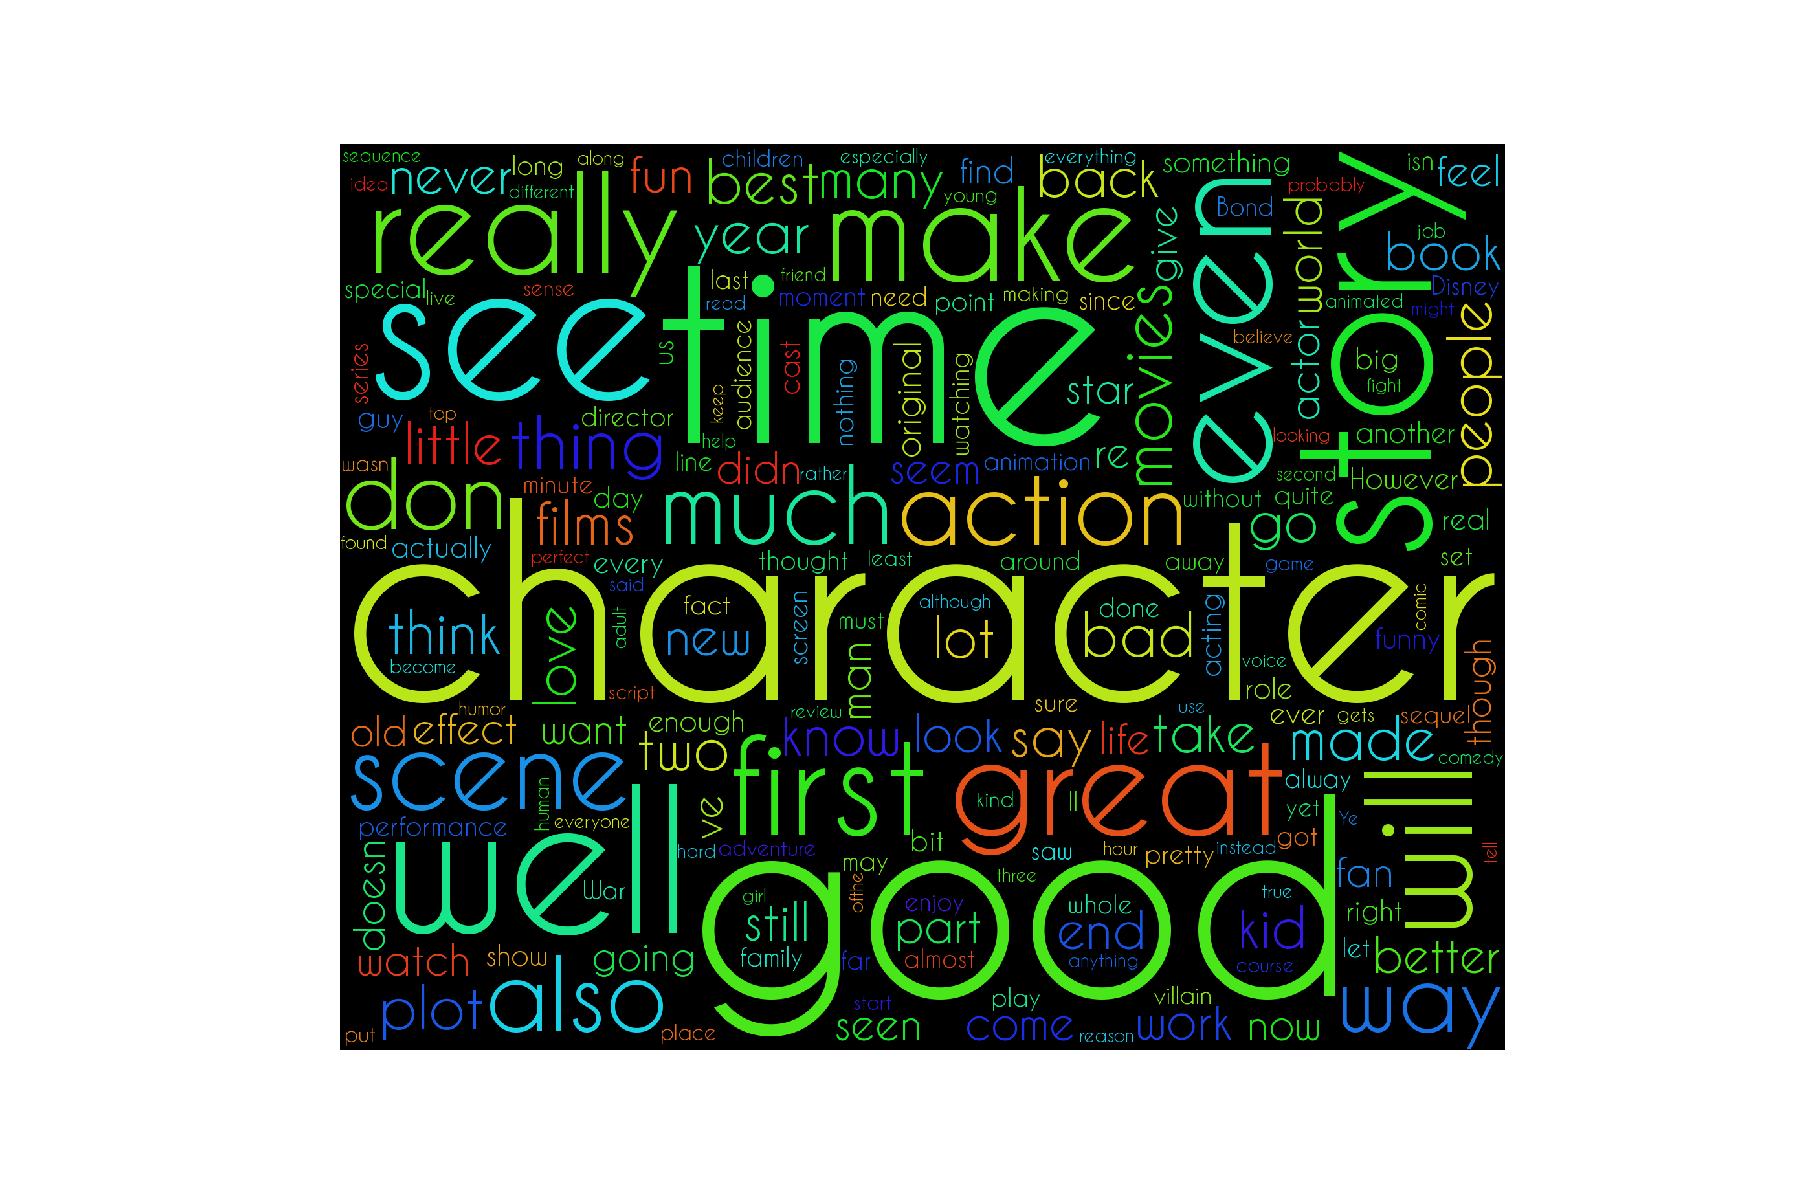 sequence
idea
never
long
different
along
fun
children
best
many
especially
young
find
everything
back
something
probably
isn
feel
really
year
make
give
even
Bond
world
story
job
book
special
live
sense
last
read
friend
moment
need
point
making
since
animated
Disney
might
see
time
movies
believe
actor
people
series
us
audience
cast
nothing
original
watching
star
big
fight
guy
top
director
keep
help
little
thing
line
didn
rather
seem
animation
re
looking
another
wasn
minute
day
second
However
don
films
much
action
without
quite
go
real
found
actually
perfect
every
thought
least
around
away
game
set
said
character
think
become
love
adult
script
fact
new
screen
must
man
although
lot
done
bad
acting
voice
role
comic
funny
though
humor
review
sure
use
ever
gets
sequel
old
effect
want
enough
two
know
look
say
life
take
made
comedy
scene
first
great
kind
ll
alway
will
human
everyone
ve
yet
Ve
performance
well
hard
adventure
bit
saw
hour
pretty
instead
got
tell
doesn
War
may
ofthe
three
good
girl
still
family
enjoy
part
almost
whole
end
anything
true
kid
course
fan
right
let
better
watch
show
going
far
plot
also
start
play
villain
way
put
place
seen
come
reason
work
now